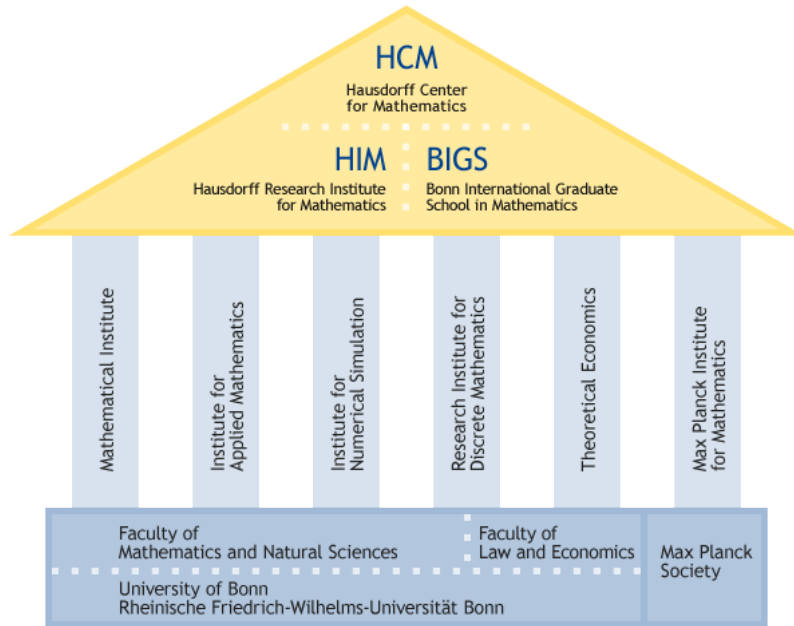 HCM
Hausdorff Center
for Mathematics
HIM
Hausdorff Research Institute
for Mathematics
BIGS
Bonn International Graduate
School in Mathematics
Mathematical Institute
Institute for
Applied Mathematics
Institute for
Numerical Simulation
Research Institute for
Discrete Mathematics
Theoretical Economics
Max Planck Institute
for Mathematics
Faculty of
Mathematics and Natural Sciences
Faculty of
Law and Economics
Max Planck
Society
University of Bonn
Rheinische Friedrich-Wilhelms-Universität Bonn